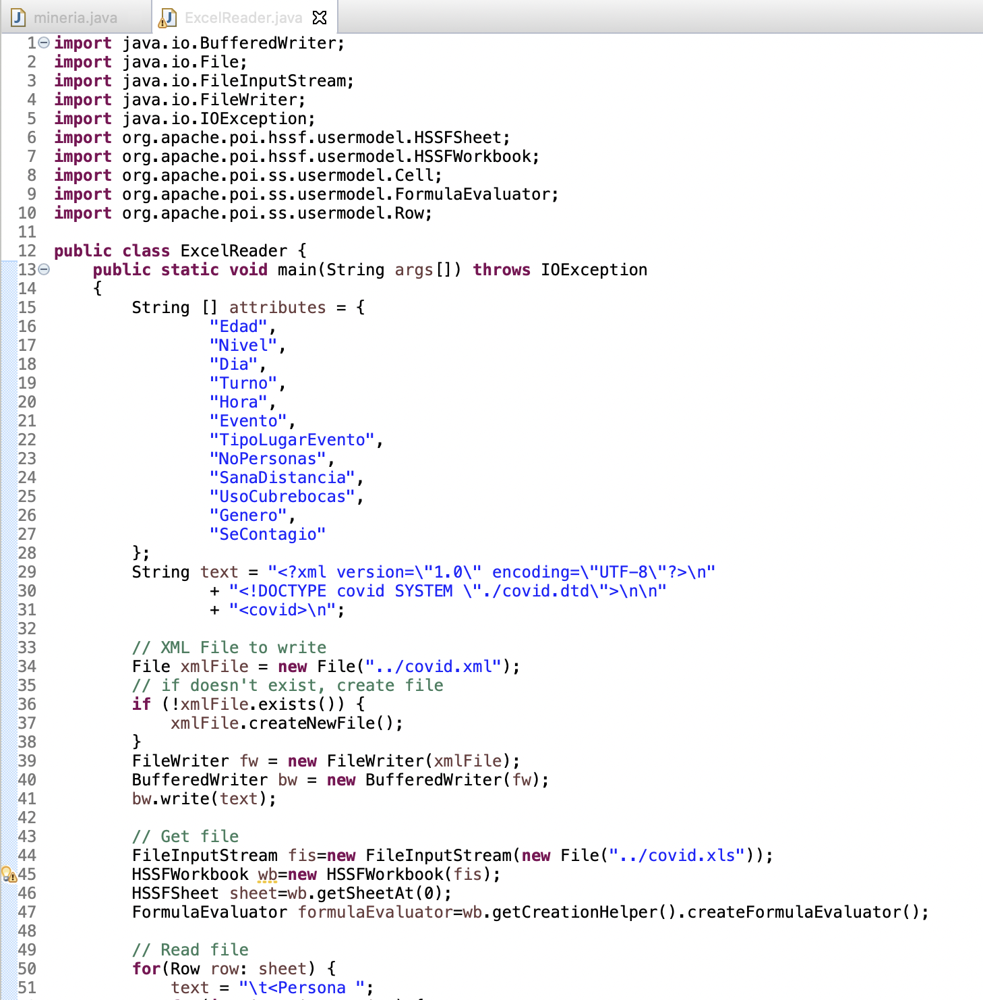 mineria.java ExcelReader.java
1 import java.io.BufferedWriter;
2 import java.io.File;
3 import java.io.FileInputStream;
4 import java.io.FileWriter;
5 import java.io.IOException;
6 import org.apache.poi.hssf.usermodel.HSSFSheet;
7 import org.apache.poi.hssf.usermodel.HSSFWorkbook;
8 import org.apache.poi.ss.usermodel.Cell;
9 import org.apache.poi.ss.usermodel.FormulaEvaluator;
10 import org.apache.poi.ss.usermodel.Row;
11
12 public class ExcelReader {
13 public static void main(String args[]) throws IOException
14 {
15 String [] attributes = {
16 "Edad",
17 "Nivel",
18 "Dia",
19 "Turno",
20 "Hora",
21 "Evento",
22 "TipoLugarEvento",
23 "NoPersonas",
24 "SanaDistancia",
25 "UsoCubrebocas",
26 "Genero",
27 "SeContagio"
28 };
29 String text = "<?xml version=\"1.0\" encoding=\"UTF-8\"?>\n"
30 + "<!DOCTYPE covid SYSTEM \"./covid.dtd\">\n\n"
31 + "<covid>\n";
32
33 // XML File to write
34 File xmlFile = new File("../covid.xml");
35 // if doesn't exist, create file
36 if (!xmlFile.exists()) {
37 xmlFile.createNewFile();
38 }
39 FileWriter fw = new FileWriter(xmlFile);
40 BufferedWriter bw = new BufferedWriter(fw);
41 bw.write(text);
42
43 // Get file
44 FileInputStream fis=new FileInputStream(new File("../covid.xls"));
45 HSSFWorkbook wb=new HSSFWorkbook(fis);
46 HSSFSheet sheet=wb.getSheetAt(0);
47 FormulaEvaluator formulaEvaluator=wb.getCreationHelper().createFormulaEvaluator();
48
49 // Read file
50 for(Row row: sheet) {
51 text = "\t<Persona ";